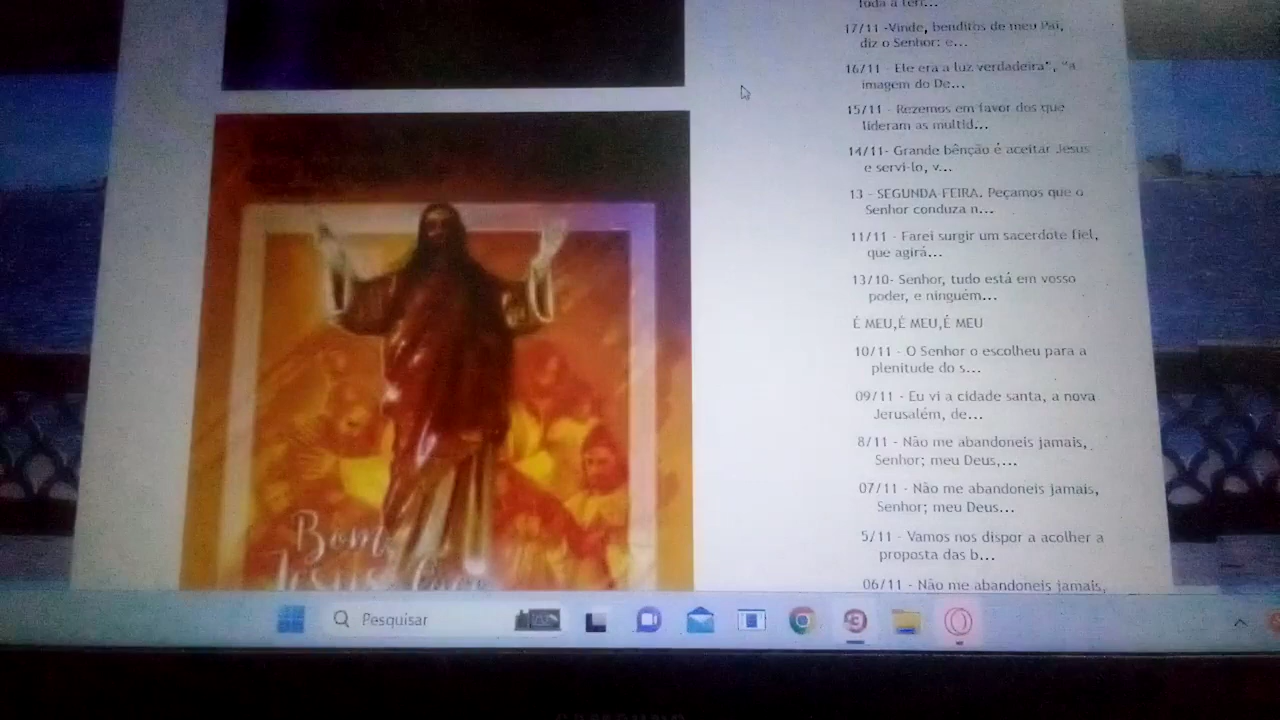 toda a terr...
17/11 -Vinde, benditos de meu Pai,
diz o Senhor: e...
16/11 - Ele era a luz verdadeira”, “a
imagem do De...
15/11 - Rezemos em favor dos que
lideram as multid...
14/11- Grande bênção é aceitar Jesus
e servi-lo, v...
13 - SEGUNDA FEIRA. Peçamos que o
Senhor conduza n...
11/11 - Farei surgir um sacerdote fiel,
que agirá...
13/10- Senhor, tudo está em vosso
poder, e ninguém...
É MEU,É MEU,É MEU
10/11 - O Senhor o escolheu para a
plenitude do s...
09/11 - Eu vi a cidade santa, a nova
Jerusalém, de...
8/11 - Não me abandoneis jamais,
Senhor; meu Deus,...
07/11 - Não me abandoneis jamais,
Senhor; meu Deus...
5/11 - Vamos nos dispor a acolher a
proposta das b...
06/11 - Não me abandoneis jamais,
Bom
Jesus
Pesquisar